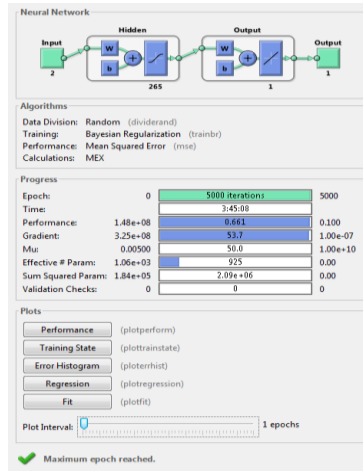 Neural Network
Hidden Output
Input Output
W W
b b
2 265 1 1
Algorithms
Data Division: Random (dividerand)
Training: Bayesian Regularization (trainbr)
Performance: Mean Squared Error (mse)
Calculations: MEX
Progress
Epoch: 0 5000 iterations 5000
Time: 3:45:08
Performance: 1.48e+08 0.661 0.100
Gradient: 3.25e+08 53.7 1.00e-07
Mu: 0.00500 50.0 1.00e+10
Effective # Param: 1.06e+03 925 0.00
Sum Squared Param: 1.84e+05 2.09e+06 0.00
Validation Checks: 0 0 0
Plots
Performance (plotperform)
Training State (plottrainstate)
Error Histogram (ploterrhist)
Regression (plotregression)
Fit (plotfit)
Plot Interval: 1 epochs
Maximum epoch reached.